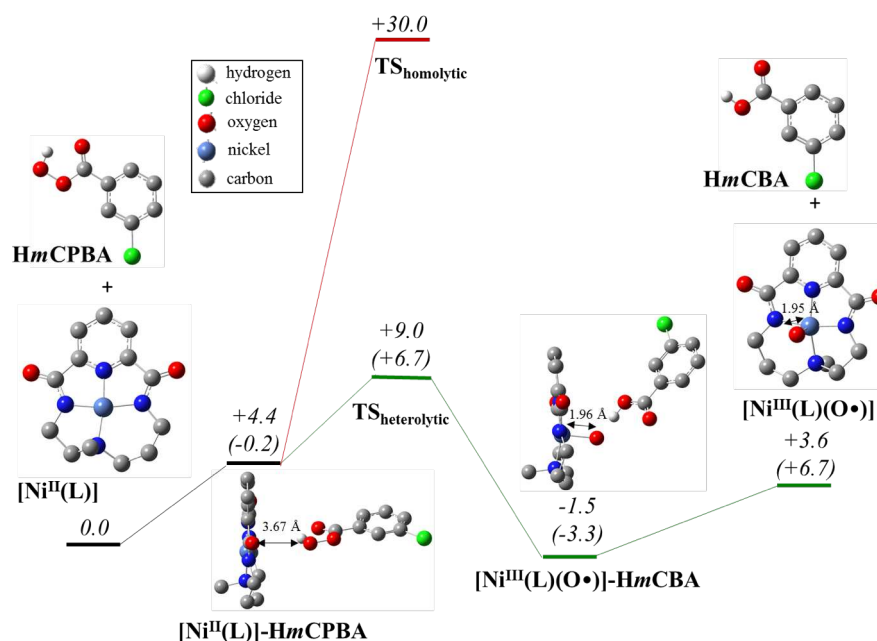 +30.0
TShomolytic
hydrogen
chloride
oxygen
nickel
carbon
HmCPBA
+
[NiII(L)]
0.0
+4.4
(-0.2)
3.67 Å
[NiII(L)]-HmCPBA
+9.0
(+6.7)
TSheterolytic
1.96 Å
-1.5
(-3.3)
[NiIII(L)(O•)]-HmCBA
HmCBA
+
1.95 Å
[NiIII(L)(O•)]
+3.6
(+6.7)